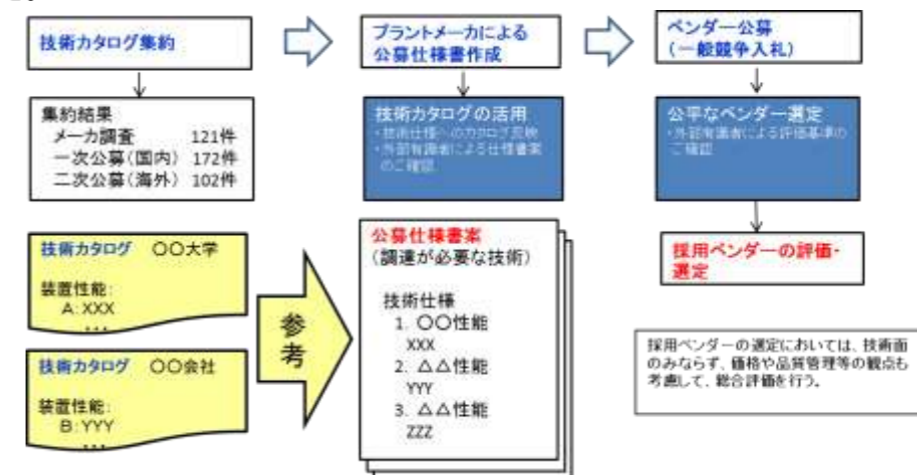 技術カタログ集約
プラントメーカによる
公募仕様書作成
ベンダー公募
(一般競争入札)
集約結果
メーカ調査 121件
一次公募(国内) 172件
二次公募(海外) 102件
技術カタログの活用
・技術仕様へのカタログ反映
・外部有識者による仕様書案
のご確認
公平なベンダー選定
・外部有識者による評価基準の
ご確認
技術カタログ 〇〇大学
装置性能:
A:XXX
・・・
技術カタログ 〇〇会社
装置性能:
B:YYY
・・・
参
考
公募仕様書案
(調達が必要な技術)
技術仕様
1. 〇〇性能
XXX
2. △△性能
YYY
3. △△性能
ZZZ
採用ベンダーの評価・
選定
採用ベンダーの選定においては、技術面
のみならず、価格や品質管理等の観点も
考慮して、総合評価を行う。